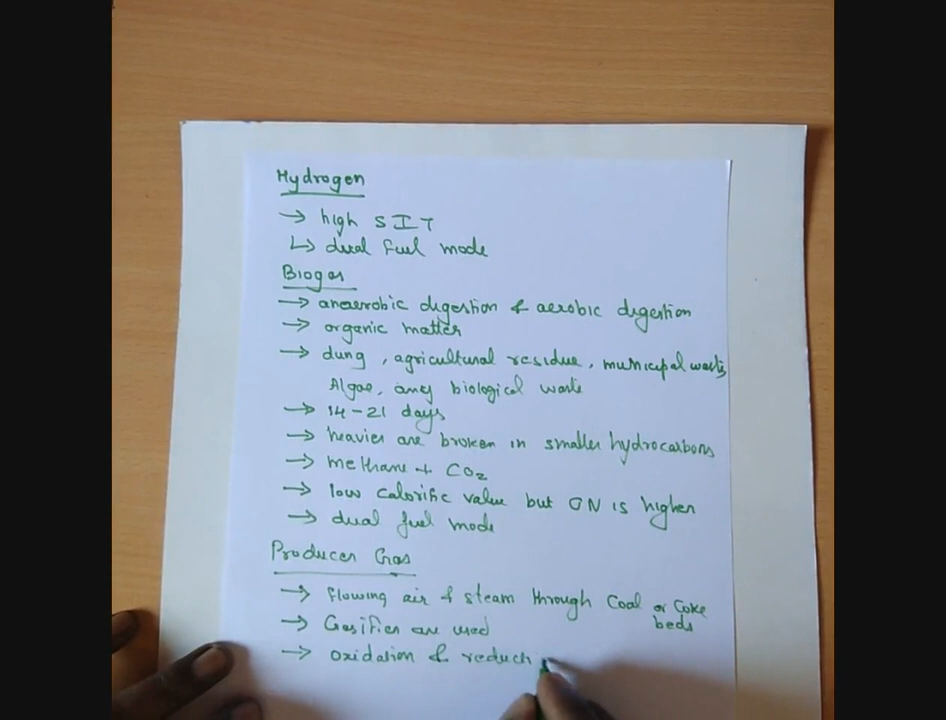 Hydrogen
→ high SIT
↳ dual fuel mode
Biogas
→ anaerobic digestion & aerobic digestion
→ organic matter
→ dung, agricultural residue, municipal waste,
Algae, any biological waste
→ 14-21 days
→ heavier are broken in smaller hydrocarbons
→ methane + CO₂
→ low calorific value but ON is higher
→ dual fuel mode
Producer Gas
→ flowing air & steam through Coal or Coke
beds
→ Gasifier are used
→ oxidation & reducti